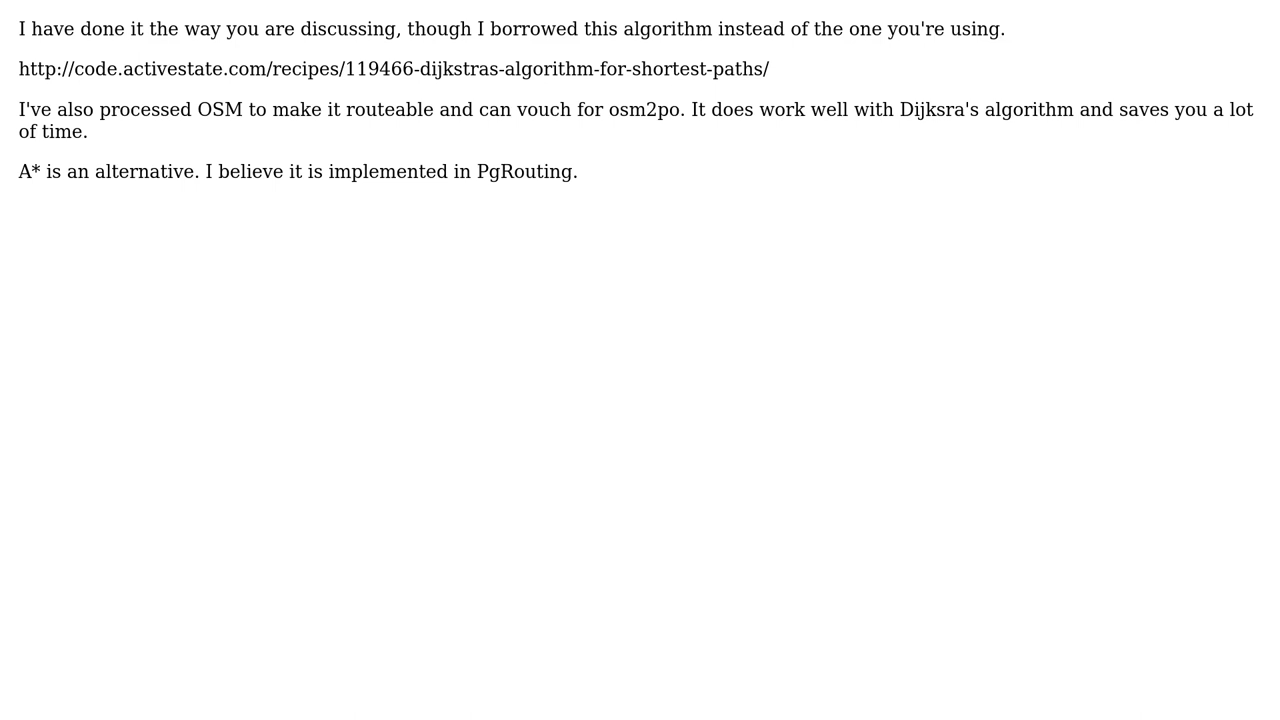 I have done it the way you are discussing, though I borrowed this algorithm instead of the one you're using.
http://code.activestate.com/recipes/119466-dijkstras-algorithm-for-shortest-paths/
I've also processed OSM to make it routeable and can vouch for osm2po. It does work well with Dijksra's algorithm and saves you a lot
of time.
A* is an alternative. I believe it is implemented in PgRouting.